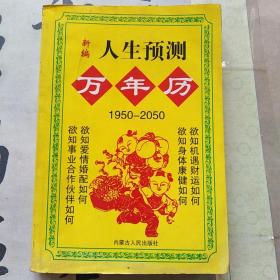 新编
人生预测
万年历
1950-2050
欲知机遇财运如何
欲知身体康健如何
欲知爱情婚配如何
欲知事业合作伙伴如何
内蒙古人民出版社